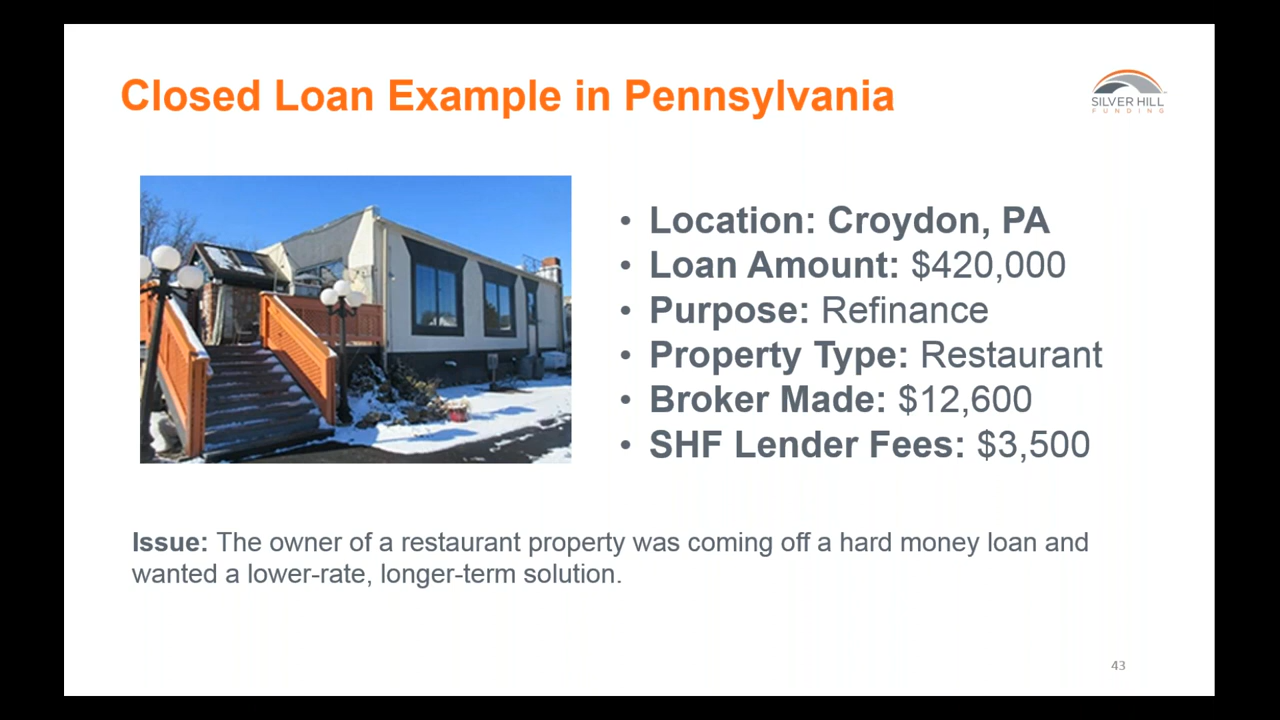 Closed Loan Example in Pennsylvania
SILVER HILL
FUNDING
• Location: Croydon, PA
• Loan Amount: $420,000
• Purpose: Refinance
• Property Type: Restaurant
• Broker Made: $12,600
• SHF Lender Fees: $3,500
Issue: The owner of a restaurant property was coming off a hard money loan and
wanted a lower-rate, longer-term solution.
43